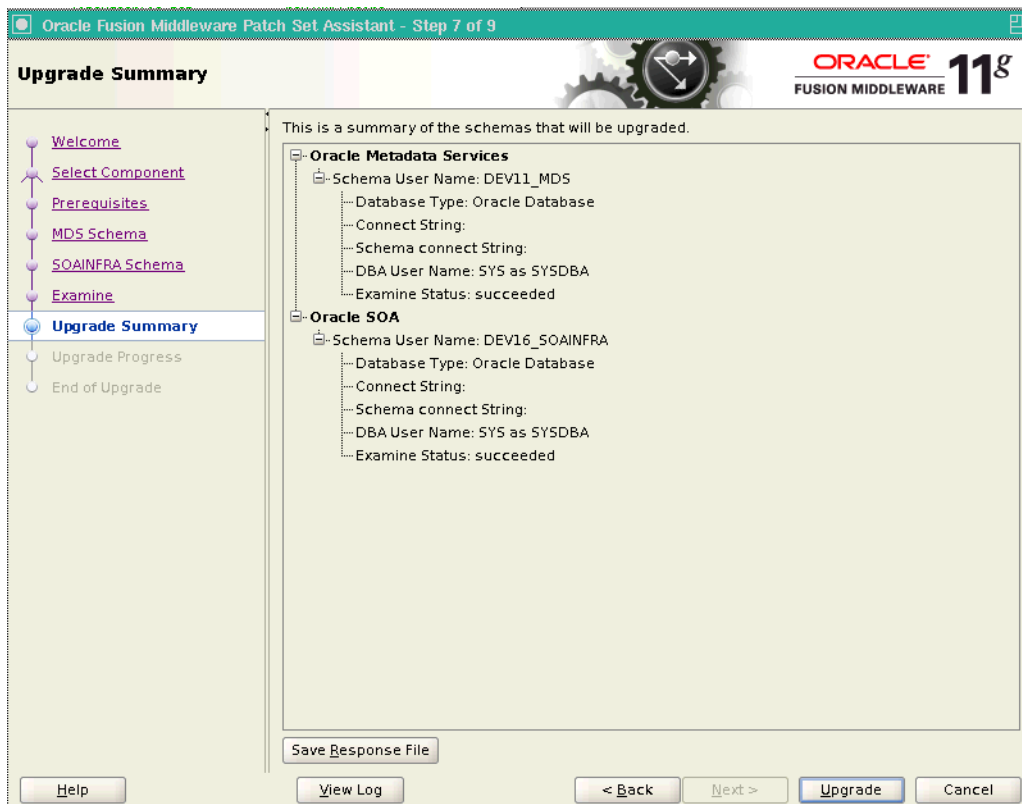 Oracle Fusion Middleware Patch Set Assistant - Step 7 of 9
Upgrade Summary
ORACLE
FUSION MIDDLEWARE
11g
Welcome
Select Component
Prerequisites
MDS Schema
SOAINFRA Schema
Examine
Upgrade Summary
Upgrade Progress
End of Upgrade
This is a summary of the schemas that will be upgraded.
Oracle Metadata Services
Schema User Name: DEV11_MDS
Database Type: Oracle Database
Connect String:
Schema connect String:
DBA User Name: SYS as SYSDBA
Examine Status: succeeded
Oracle SOA
Schema User Name: DEV16_SOAINFRA
Database Type: Oracle Database
Connect String:
Schema connect String:
DBA User Name: SYS as SYSDBA
Examine Status: succeeded
Save Response File
Help
View Log
< Back
Next >
Upgrade
Cancel